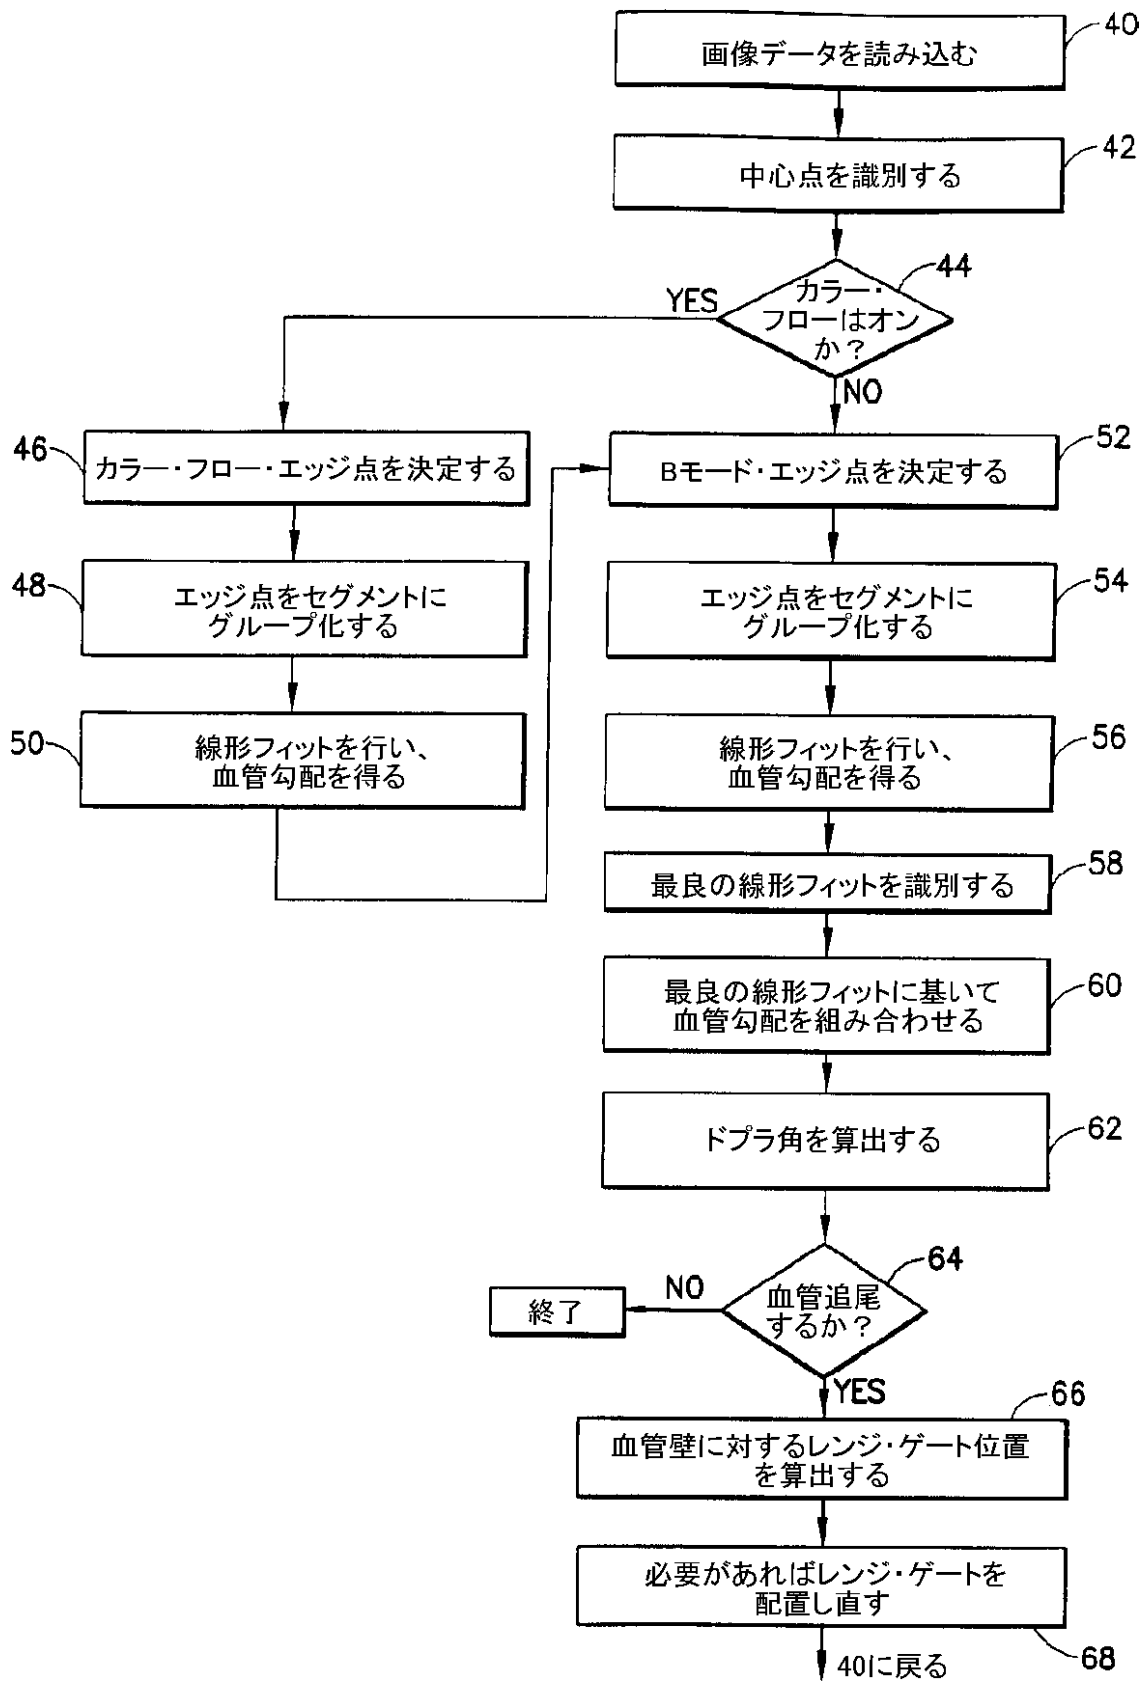 40
画像データを読み込む
42
中心点を識別する
44
カラー・
フローはオン
か？
YES
NO
46
カラー・フロー・エッジ点を決定する
52
Bモード・エッジ点を決定する
48
エッジ点をセグメントに
グループ化する
54
エッジ点をセグメントに
グループ化する
50
線形フィットを行い、
血管勾配を得る
56
線形フィットを行い、
血管勾配を得る
58
最良の線形フィットを識別する
60
最良の線形フィットに基いて
血管勾配を組み合わせる
62
ドプラ角を算出する
64
血管追尾
するか？
NO
終了
YES
66
血管壁に対するレンジ・ゲート位置
を算出する
必要があればレンジ・ゲートを
配置し直す
68
40に戻る